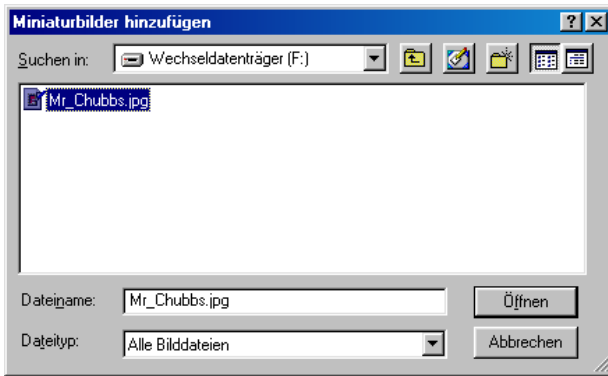 Miniaturbilder hinzufügen
Suchen in: Wechseldatenträger (F:)
Mr_Chubbs.jpg
Dateiname: Mr_Chubbs.jpg Öffnen
Dateityp: Alle Bilddateien Abbrechen